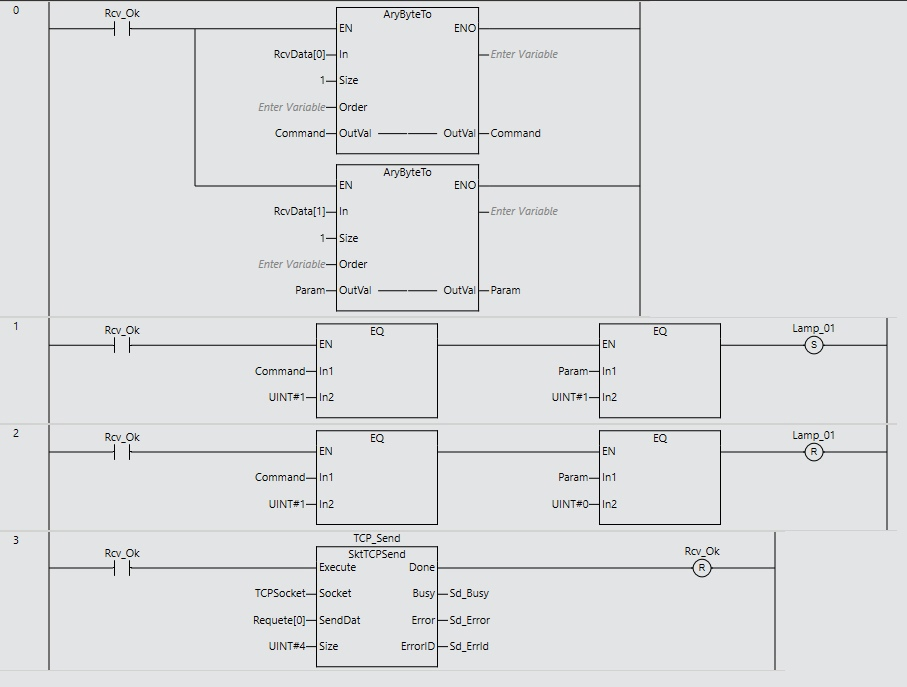 0
Rcv_Ok
AryByteTo
EN ENO
RcvData[0] In Enter Variable
1 Size
Enter Variable Order
Command OutVal OutVal Command
AryByteTo
EN ENO
RcvData[1] In Enter Variable
1 Size
Enter Variable Order
Param OutVal OutVal Param
1
Rcv_Ok EQ EQ Lamp_01
EN EN S
Command In1 Param In1
UINT#1 In2 UINT#1 In2
2
Rcv_Ok EQ EQ Lamp_01
EN EN R
Command In1 Param In1
UINT#1 In2 UINT#0 In2
3
TCP_Send
Rcv_Ok SktTCPSend Rcv_Ok
Execute Done R
TCPSocket Socket Busy Sd_Busy
Requete[0] SendDat Error Sd_Error
UINT#4 Size ErrorID Sd_ErrId